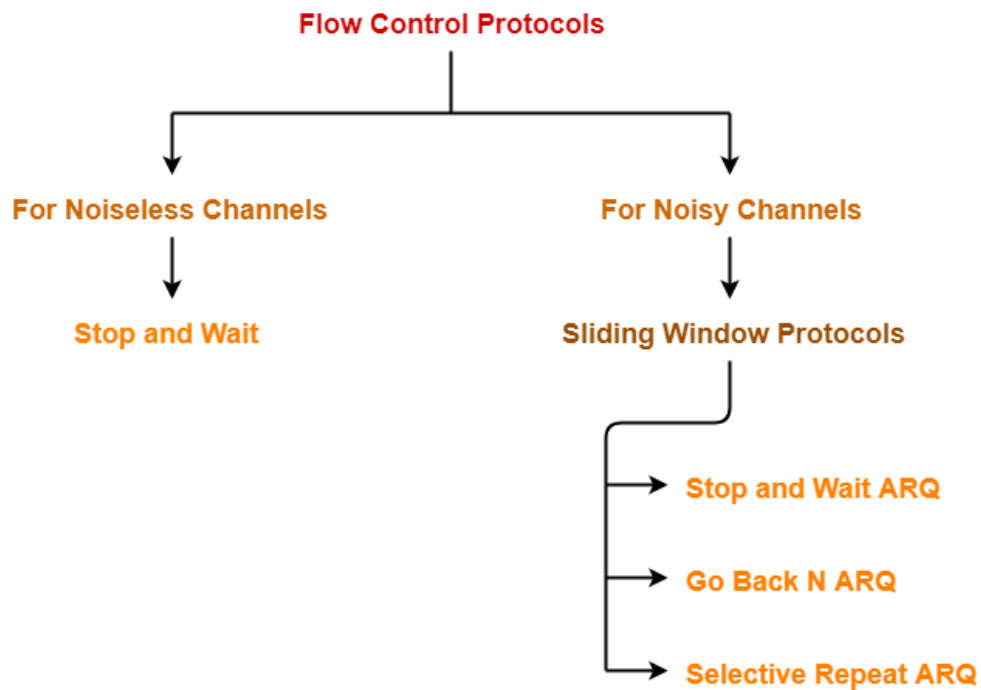 Flow Control Protocols
For Noiseless Channels
For Noisy Channels
Stop and Wait
Sliding Window Protocols
Stop and Wait ARQ
Go Back N ARQ
Selective Repeat ARQ